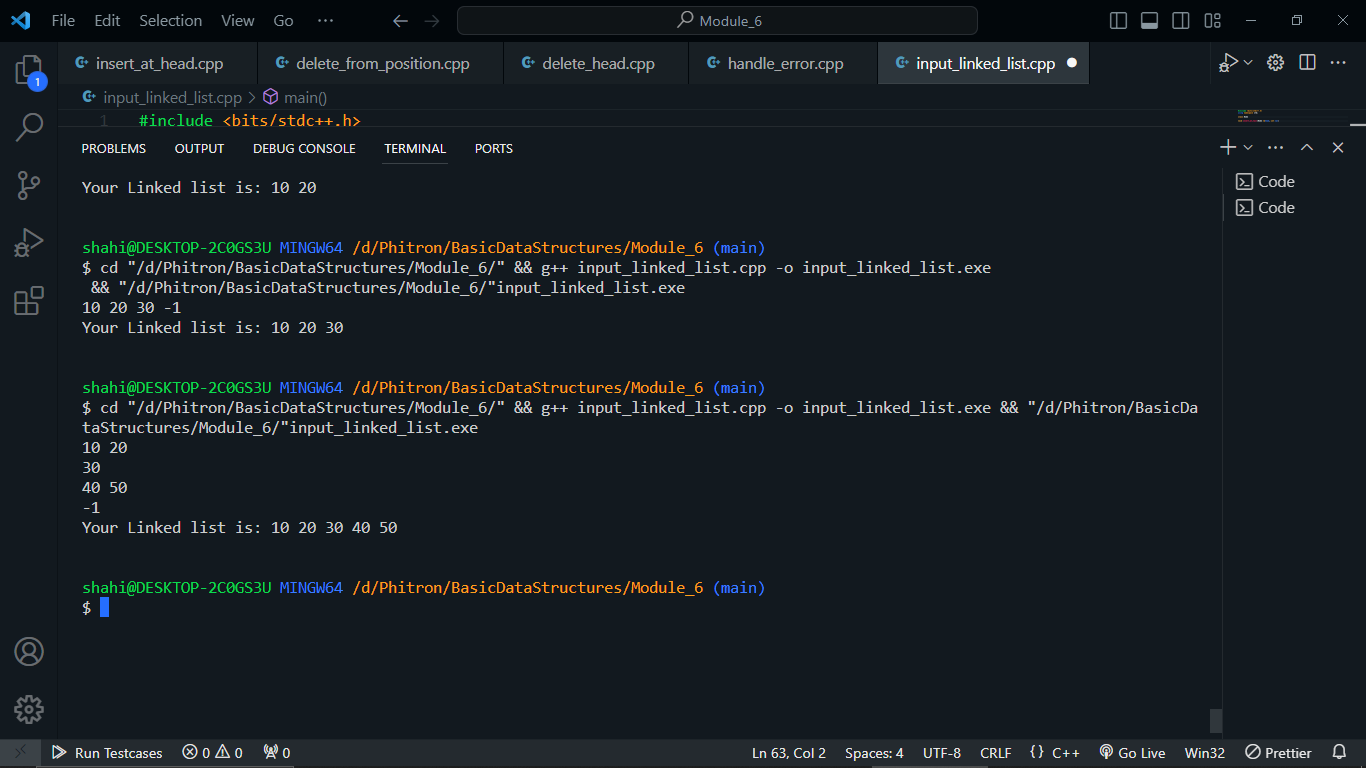 File Edit Selection View Go ··· ← → Module_6
insert_at_head.cpp delete_from_position.cpp delete_head.cpp handle_error.cpp input_linked_list.cpp
input_linked_list.cpp > main()
1 #include <bits/stdc++.h>
PROBLEMS OUTPUT DEBUG CONSOLE TERMINAL PORTS
Your Linked list is: 10 20
shahi@DESKTOP-2C0GS3U MINGW64 /d/Phitron/BasicDataStructures/Module_6 (main)
$ cd "/d/Phitron/BasicDataStructures/Module_6/" && g++ input_linked_list.cpp -o input_linked_list.exe
 && "/d/Phitron/BasicDataStructures/Module_6/"input_linked_list.exe
10 20 30 -1
Your Linked list is: 10 20 30
shahi@DESKTOP-2C0GS3U MINGW64 /d/Phitron/BasicDataStructures/Module_6 (main)
$ cd "/d/Phitron/BasicDataStructures/Module_6/" && g++ input_linked_list.cpp -o input_linked_list.exe && "/d/Phitron/BasicDa
taStructures/Module_6/"input_linked_list.exe
10 20
30
40 50
-1
Your Linked list is: 10 20 30 40 50
shahi@DESKTOP-2C0GS3U MINGW64 /d/Phitron/BasicDataStructures/Module_6 (main)
$
Code
Code
1
Run Testcases 0 0 0 Ln 63, Col 2 Spaces: 4 UTF-8 CRLF {} C++ Go Live Win32 Prettier